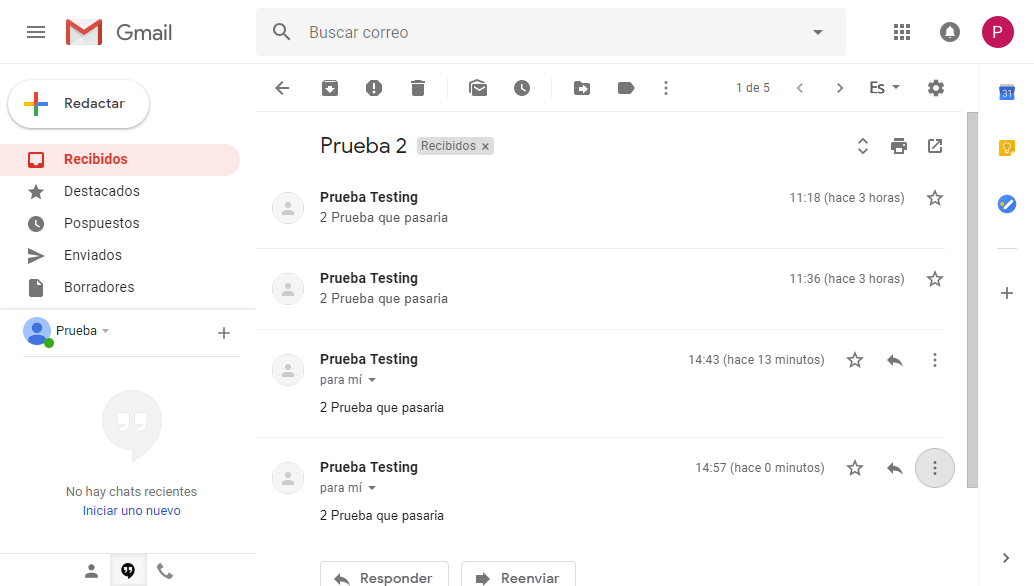 Gmail
Buscar correo
P
Redactar
1 de 5
Es
31
Recibidos
Destacados
Pospuestos
Enviados
Borradores
Prueba
No hay chats recientes
Iniciar uno nuevo
Prueba 2 Recibidos
Prueba Testing 11:18 (hace 3 horas)
2 Prueba que pasaria
Prueba Testing 11:36 (hace 3 horas)
2 Prueba que pasaria
Prueba Testing 14:43 (hace 13 minutos)
para mí
2 Prueba que pasaria
Prueba Testing 14:57 (hace 0 minutos)
para mí
2 Prueba que pasaria
Responder Reenviar